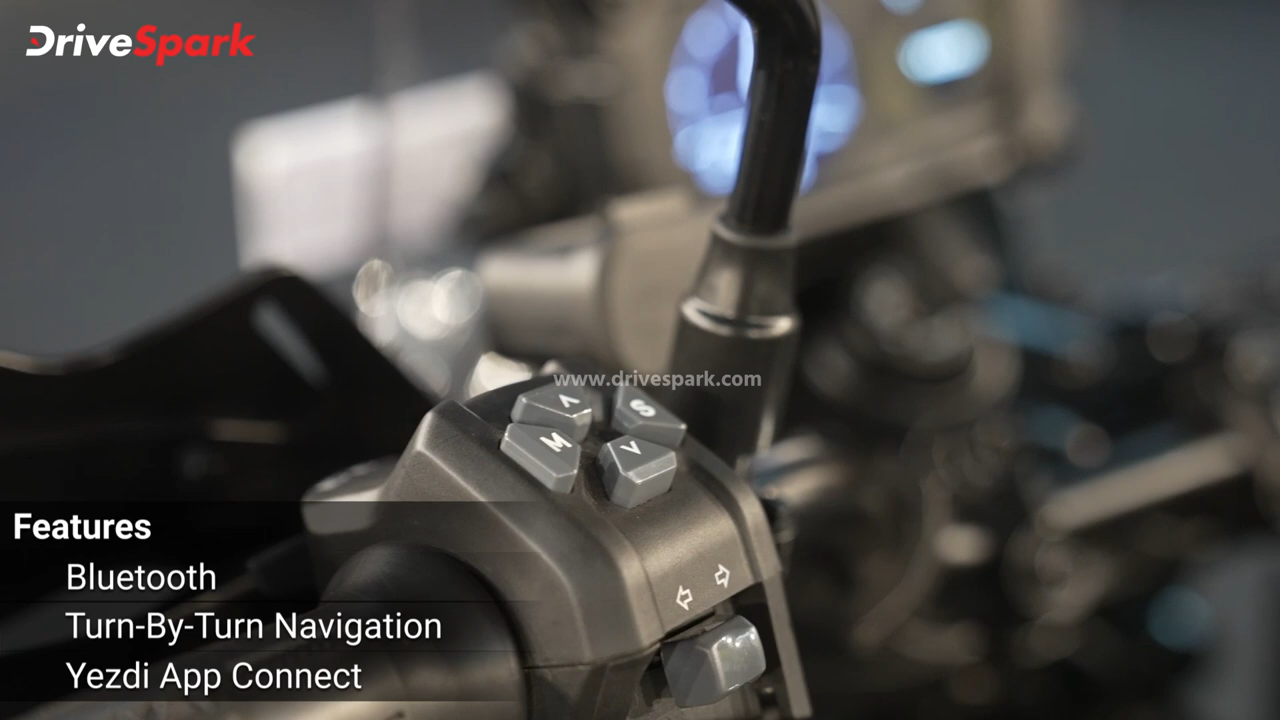 DriveSpark
www.drivespark.com
^ S
M V
Features
Bluetooth
Turn-By-Turn Navigation
Yezdi App Connect